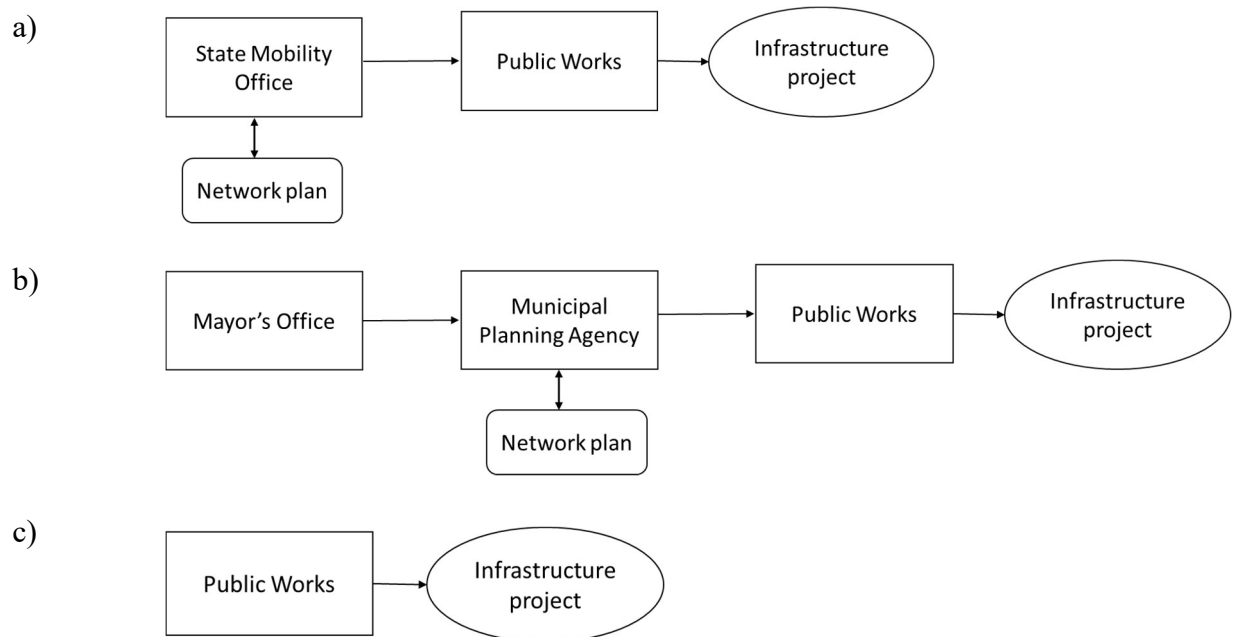 a)
State Mobility
Office
Public Works
Infrastructure
project
Network plan
b)
Mayor's Office
Municipal
Planning Agency
Public Works
Infrastructure
project
Network plan
c)
Public Works
Infrastructure
project